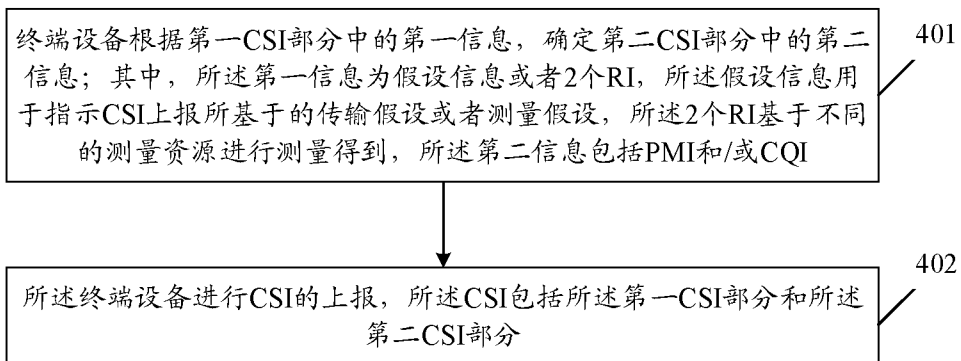 终端设备根据第一CSI部分中的第一信息，确定第二CSI部分中的第二
信息；其中，所述第一信息为假设信息或者2个RI，所述假设信息用
于指示CSI上报所基于的传输假设或者测量假设，所述2个RI基于不同
的测量资源进行测量得到，所述第二信息包括PMI和/或CQI
401
所述终端设备进行CSI的上报，所述CSI包括所述第一CSI部分和所述
第二CSI部分
402